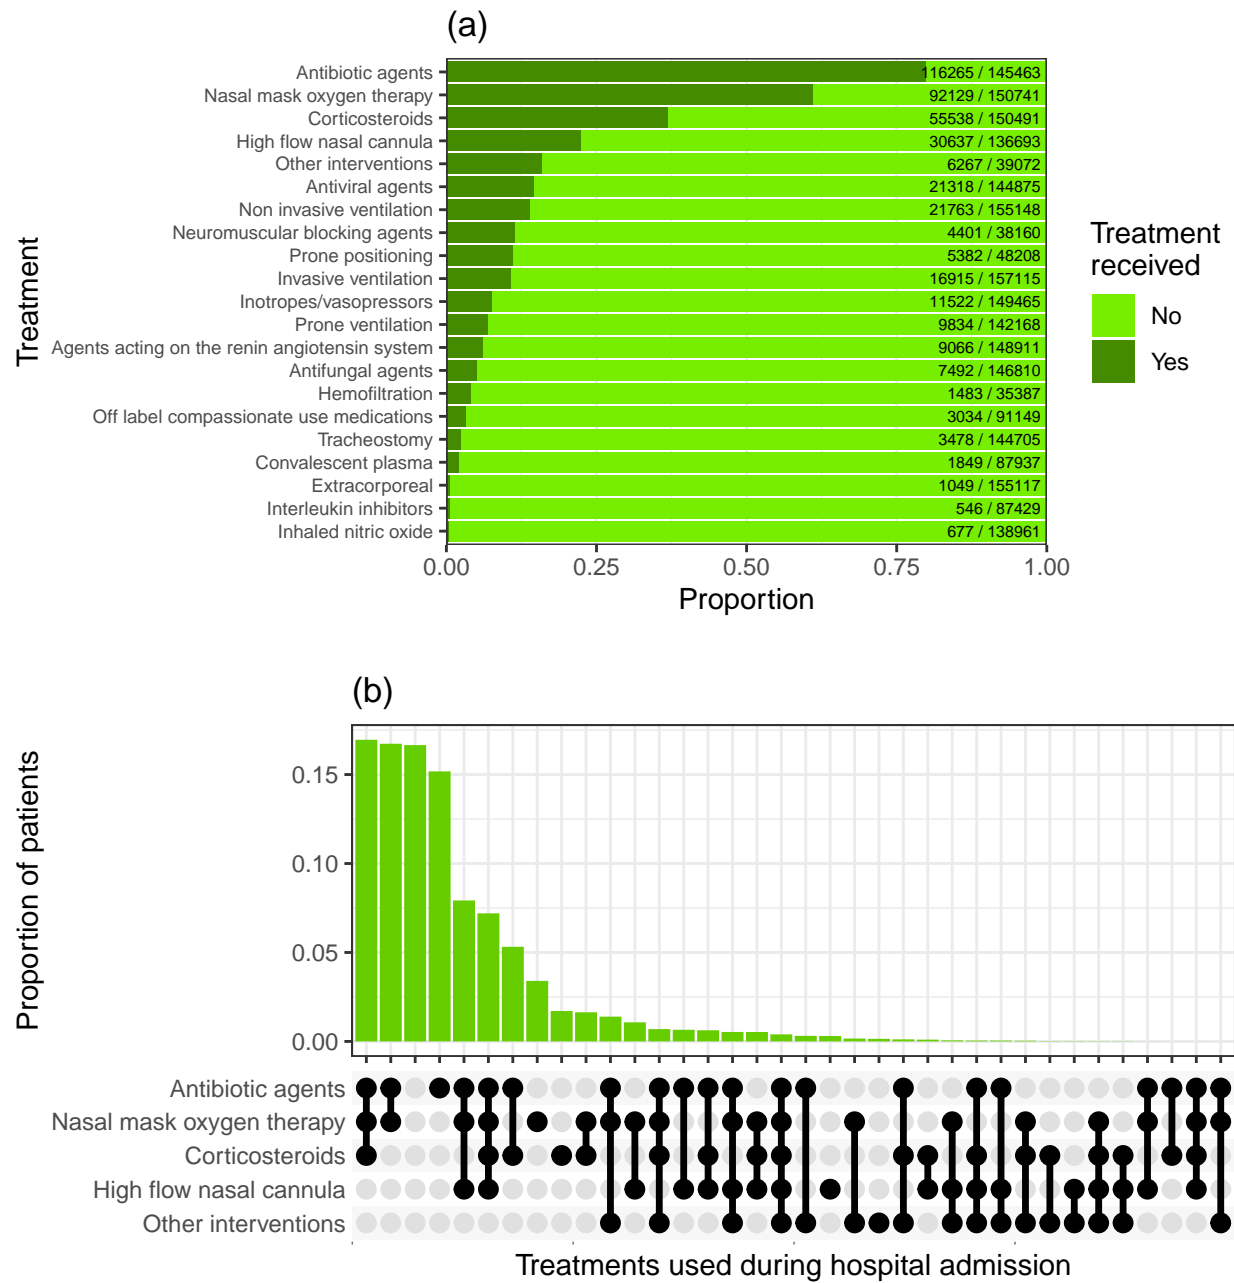 (a)
Treatment
Antibiotic agents
116265 / 145463
Nasal mask oxygen therapy
92129 / 150741
Corticosteroids
55538 / 150491
High flow nasal cannula
30637 / 136693
Other interventions
6267 / 39072
Antiviral agents
21318 / 144875
Non invasive ventilation
21763 / 155148
Neuromuscular blocking agents
4401 / 38160
Prone positioning
5382 / 48208
Invasive ventilation
16915 / 157115
Inotropes/vasopressors
11522 / 149465
Prone ventilation
9834 / 142168
Agents acting on the renin angiotensin system
9066 / 148911
Antifungal agents
7492 / 146810
Hemofiltration
1483 / 35387
Off label compassionate use medications
3034 / 91149
Tracheostomy
3478 / 144705
Convalescent plasma
1849 / 87937
Extracorporeal
1049 / 155117
Interleukin inhibitors
546 / 87429
Inhaled nitric oxide
677 / 138961
0.00 0.25 0.50 0.75 1.00
Proportion
Treatment
received
No
Yes
(b)
Proportion of patients
0.15
0.10
0.05
0.00
Antibiotic agents
Nasal mask oxygen therapy
Corticosteroids
High flow nasal cannula
Other interventions
Treatments used during hospital admission